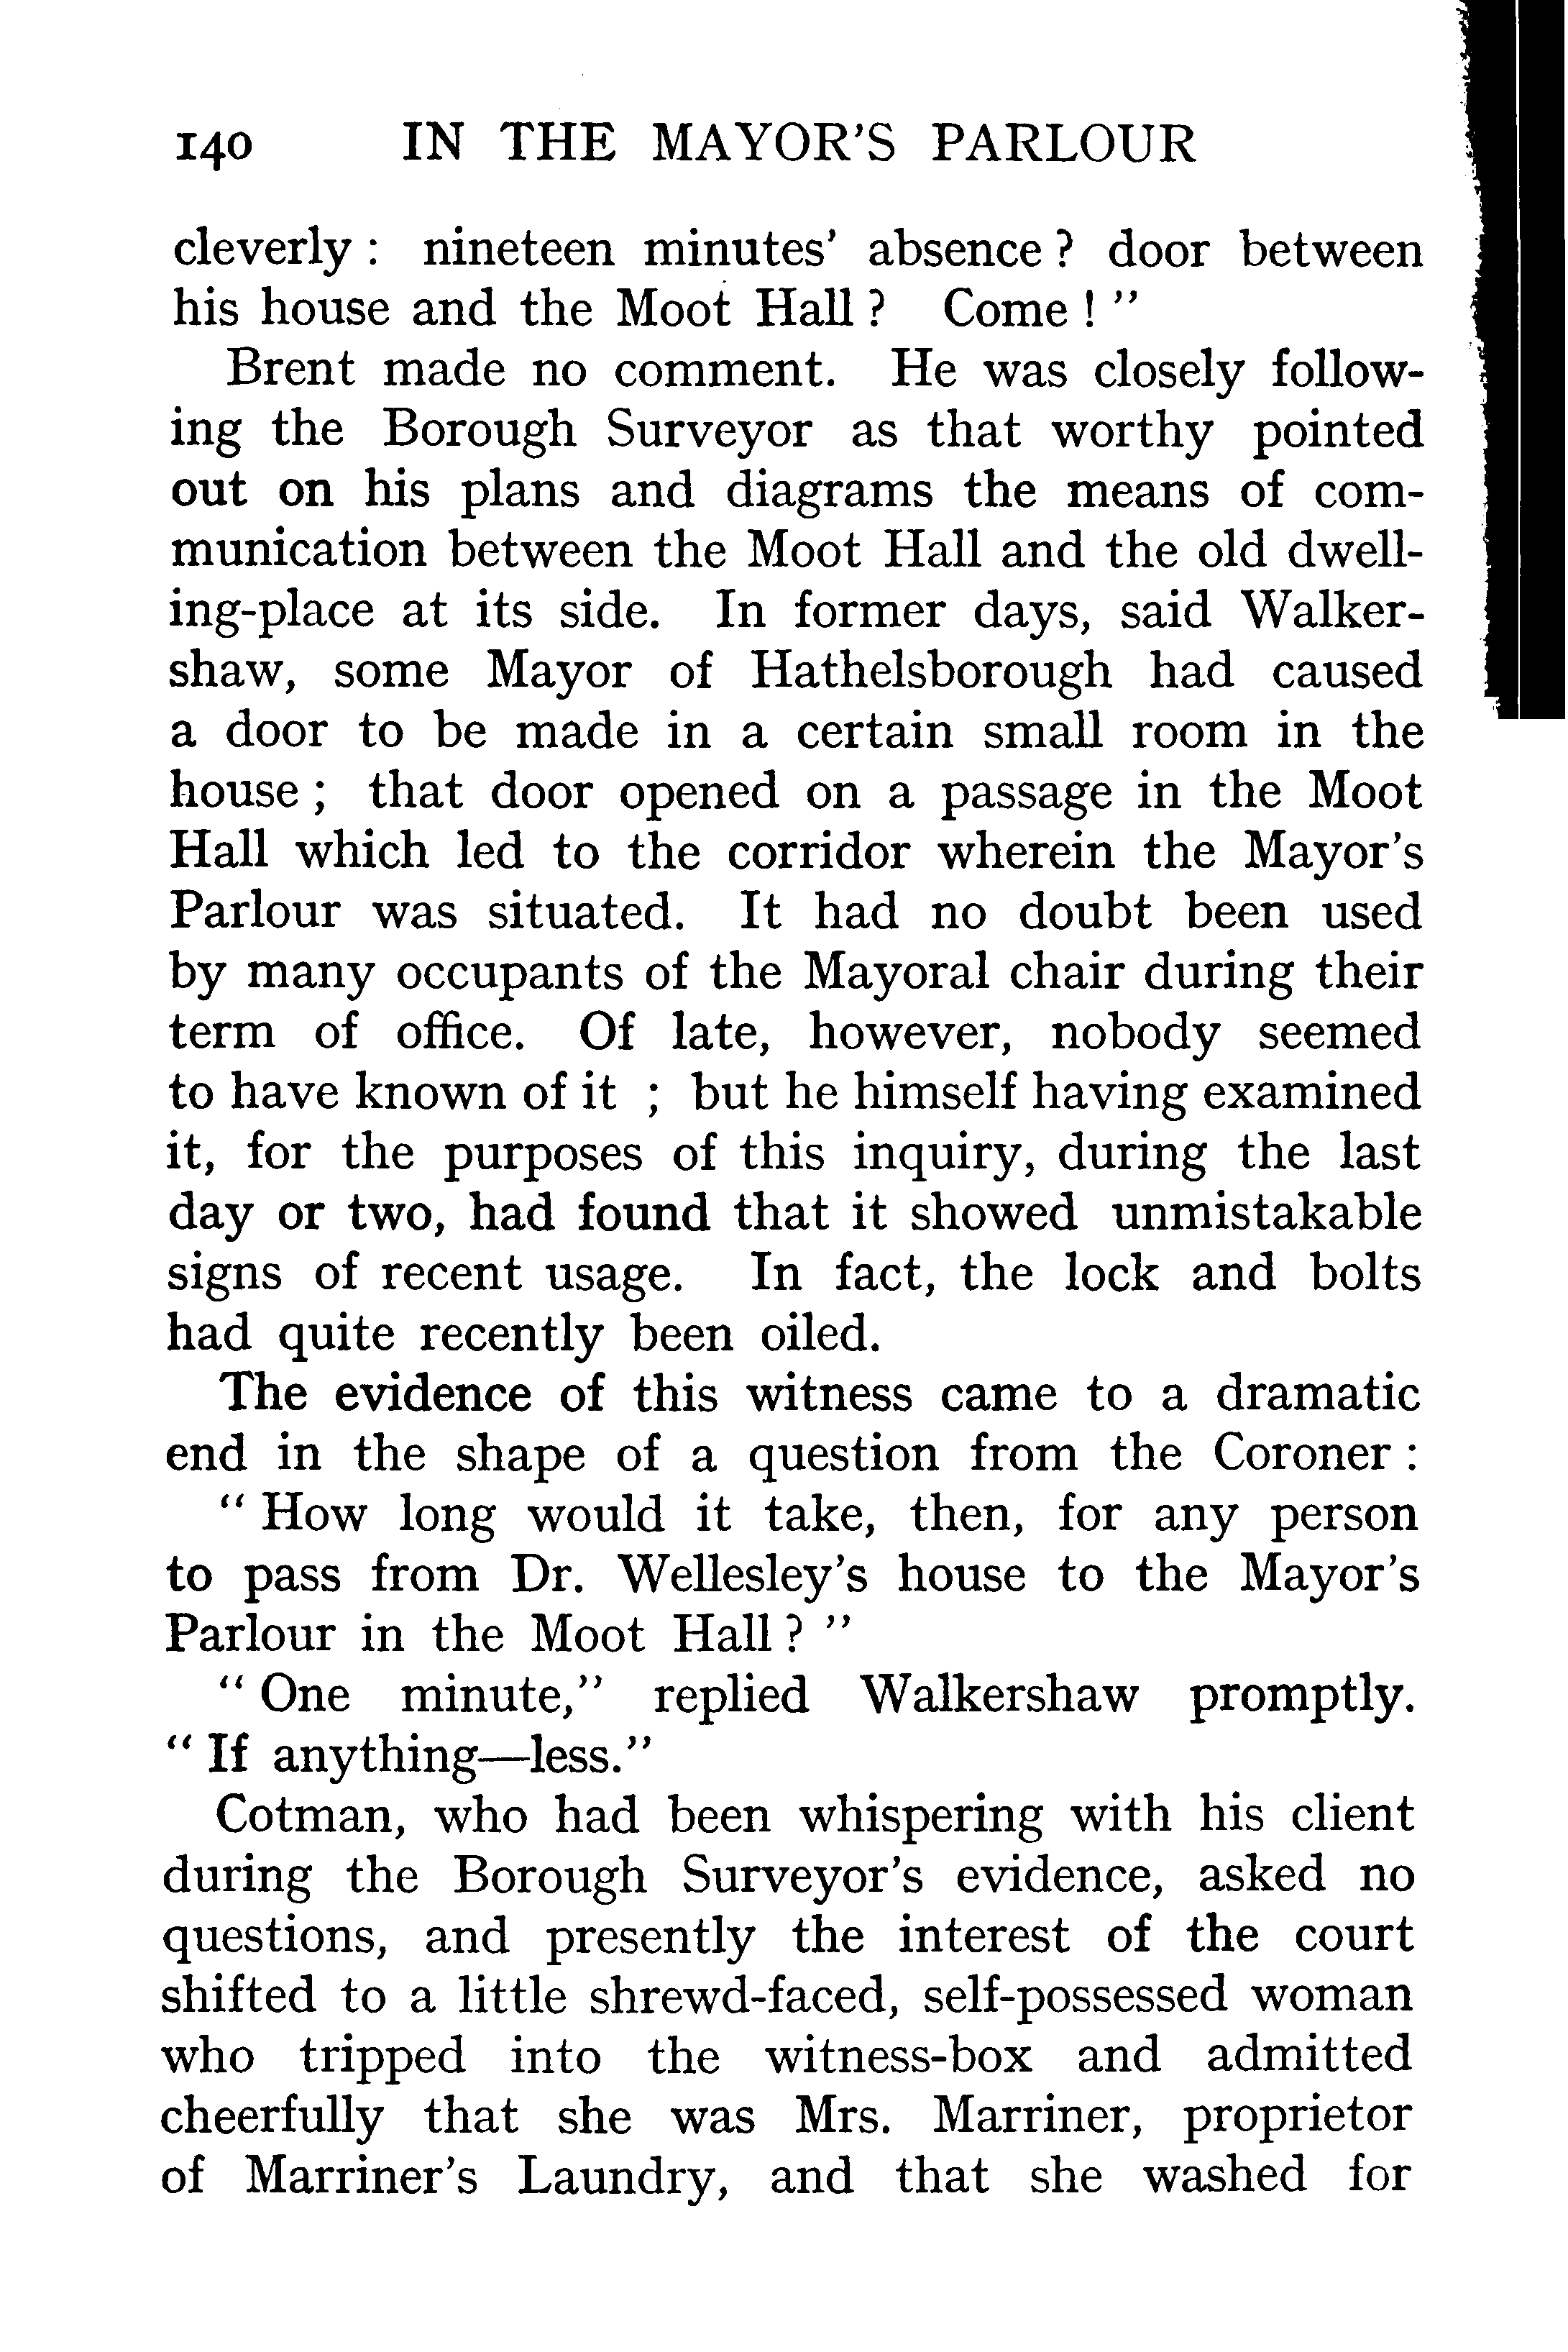 140 IN THE MAYOR'S PARLOUR
cleverly : nineteen minutes' absence ? door between
his house and the Moot Hall ? Come ! "
Brent made no comment. He was closely follow-
ing the Borough Surveyor as that worthy pointed
out on his plans and diagrams the means of com-
munication between the Moot Hall and the old dwell-
ing-place at its side. In former days, said Walker-
shaw, some Mayor of Hathelsborough had caused
a door to be made in a certain small room in the
house ; that door opened on a passage in the Moot
Hall which led to the corridor wherein the Mayor's
Parlour was situated. It had no doubt been used
by many occupants of the Mayoral chair during their
term of office. Of late, however, nobody seemed
to have known of it ; but he himself having examined
it, for the purposes of this inquiry, during the last
day or two, had found that it showed unmistakable
signs of recent usage. In fact, the lock and bolts
had quite recently been oiled.
The evidence of this witness came to a dramatic
end in the shape of a question from the Coroner :
" How long would it take, then, for any person
to pass from Dr. Wellesley's house to the Mayor's
Parlour in the Moot Hall ? "
" One minute," replied Walkershaw promptly.
" If anything—less."
Cotman, who had been whispering with his client
during the Borough Surveyor's evidence, asked no
questions, and presently the interest of the court
shifted to a little shrewd-faced, self-possessed woman
who tripped into the witness-box and admitted
cheerfully that she was Mrs. Marriner, proprietor
of Marriner's Laundry, and that she washed for